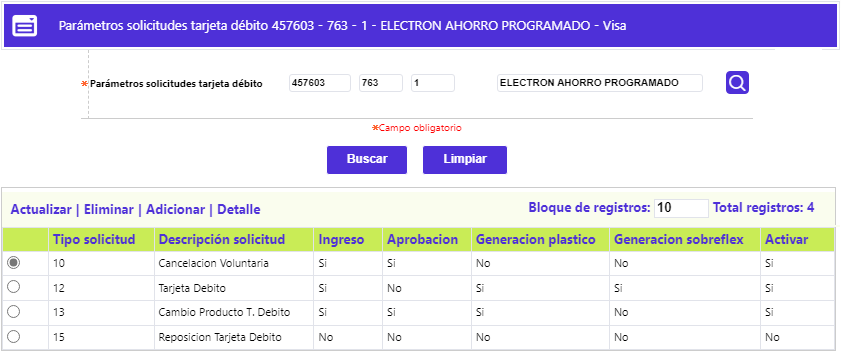 Parámetros solicitudes tarjeta débito 457603 - 763 - 1 - ELECTRON AHORRO PROGRAMADO - Visa
*Parámetros solicitudes tarjeta débito 457603 763 1 ELECTRON AHORRO PROGRAMADO
*Campo obligatorio
Buscar Limpiar
Actualizar | Eliminar | Adicionar | Detalle Bloque de registros: 10 Total registros: 4
Tipo solicitud Descripción solicitud Ingreso Aprobacion Generacion plastico Generacion sobreflex Activar
10 Cancelacion Voluntaria Si Si No No Si
12 Tarjeta Debito Si No Si Si Si
13 Cambio Producto T. Debito Si Si Si No Si
15 Reposicion Tarjeta Debito No No No No No